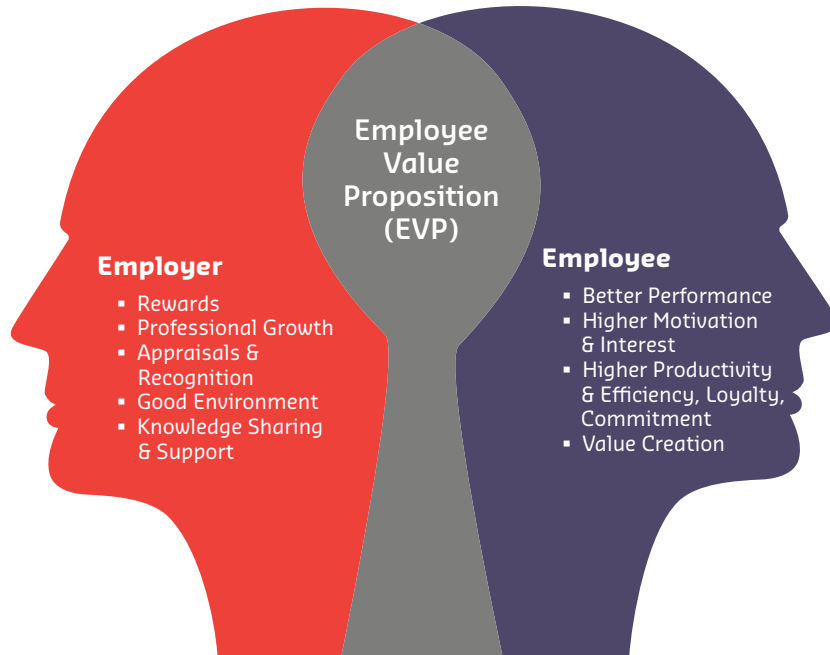 Employee
Value
Proposition
(EVP)
Employer
▪ Rewards
▪ Professional Growth
▪ Appraisals &
Recognition
▪ Good Environment
▪ Knowledge Sharing
& Support
Employee
▪ Better Performance
▪ Higher Motivation
& Interest
▪ Higher Productivity
& Efficiency, Loyalty,
Commitment
▪ Value Creation